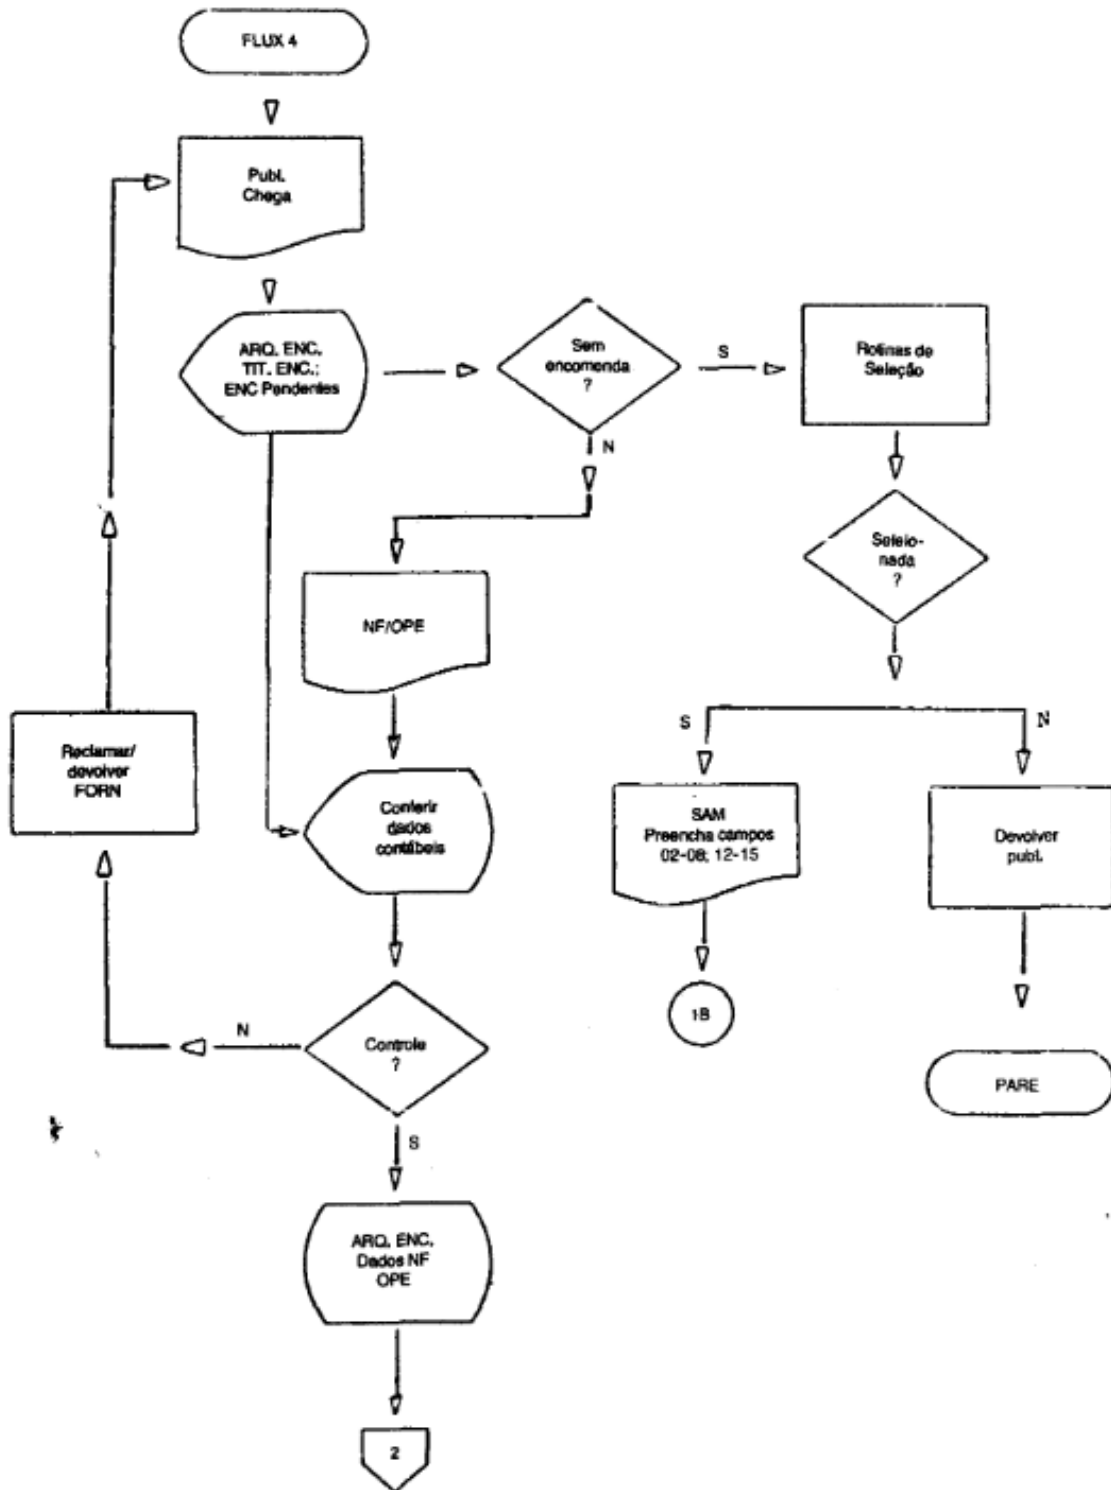 FLUX 4
Publ.
Chega
ARQ. ENC.
TIT. ENC.;
ENC Pendentes
Sem
encomenda
?
S
Rotinas de
Seleção
N
Selecio-
nada
?
NF/OPE
Reclamar/
devolver
FORN
S
N
Conferir
dados
contábeis
SAM
Preencha campos
02-08; 12-15
Devolver
publ.
1B
N
Controle
?
PARE
S
ARQ. ENC.
Dados NF
OPE
2